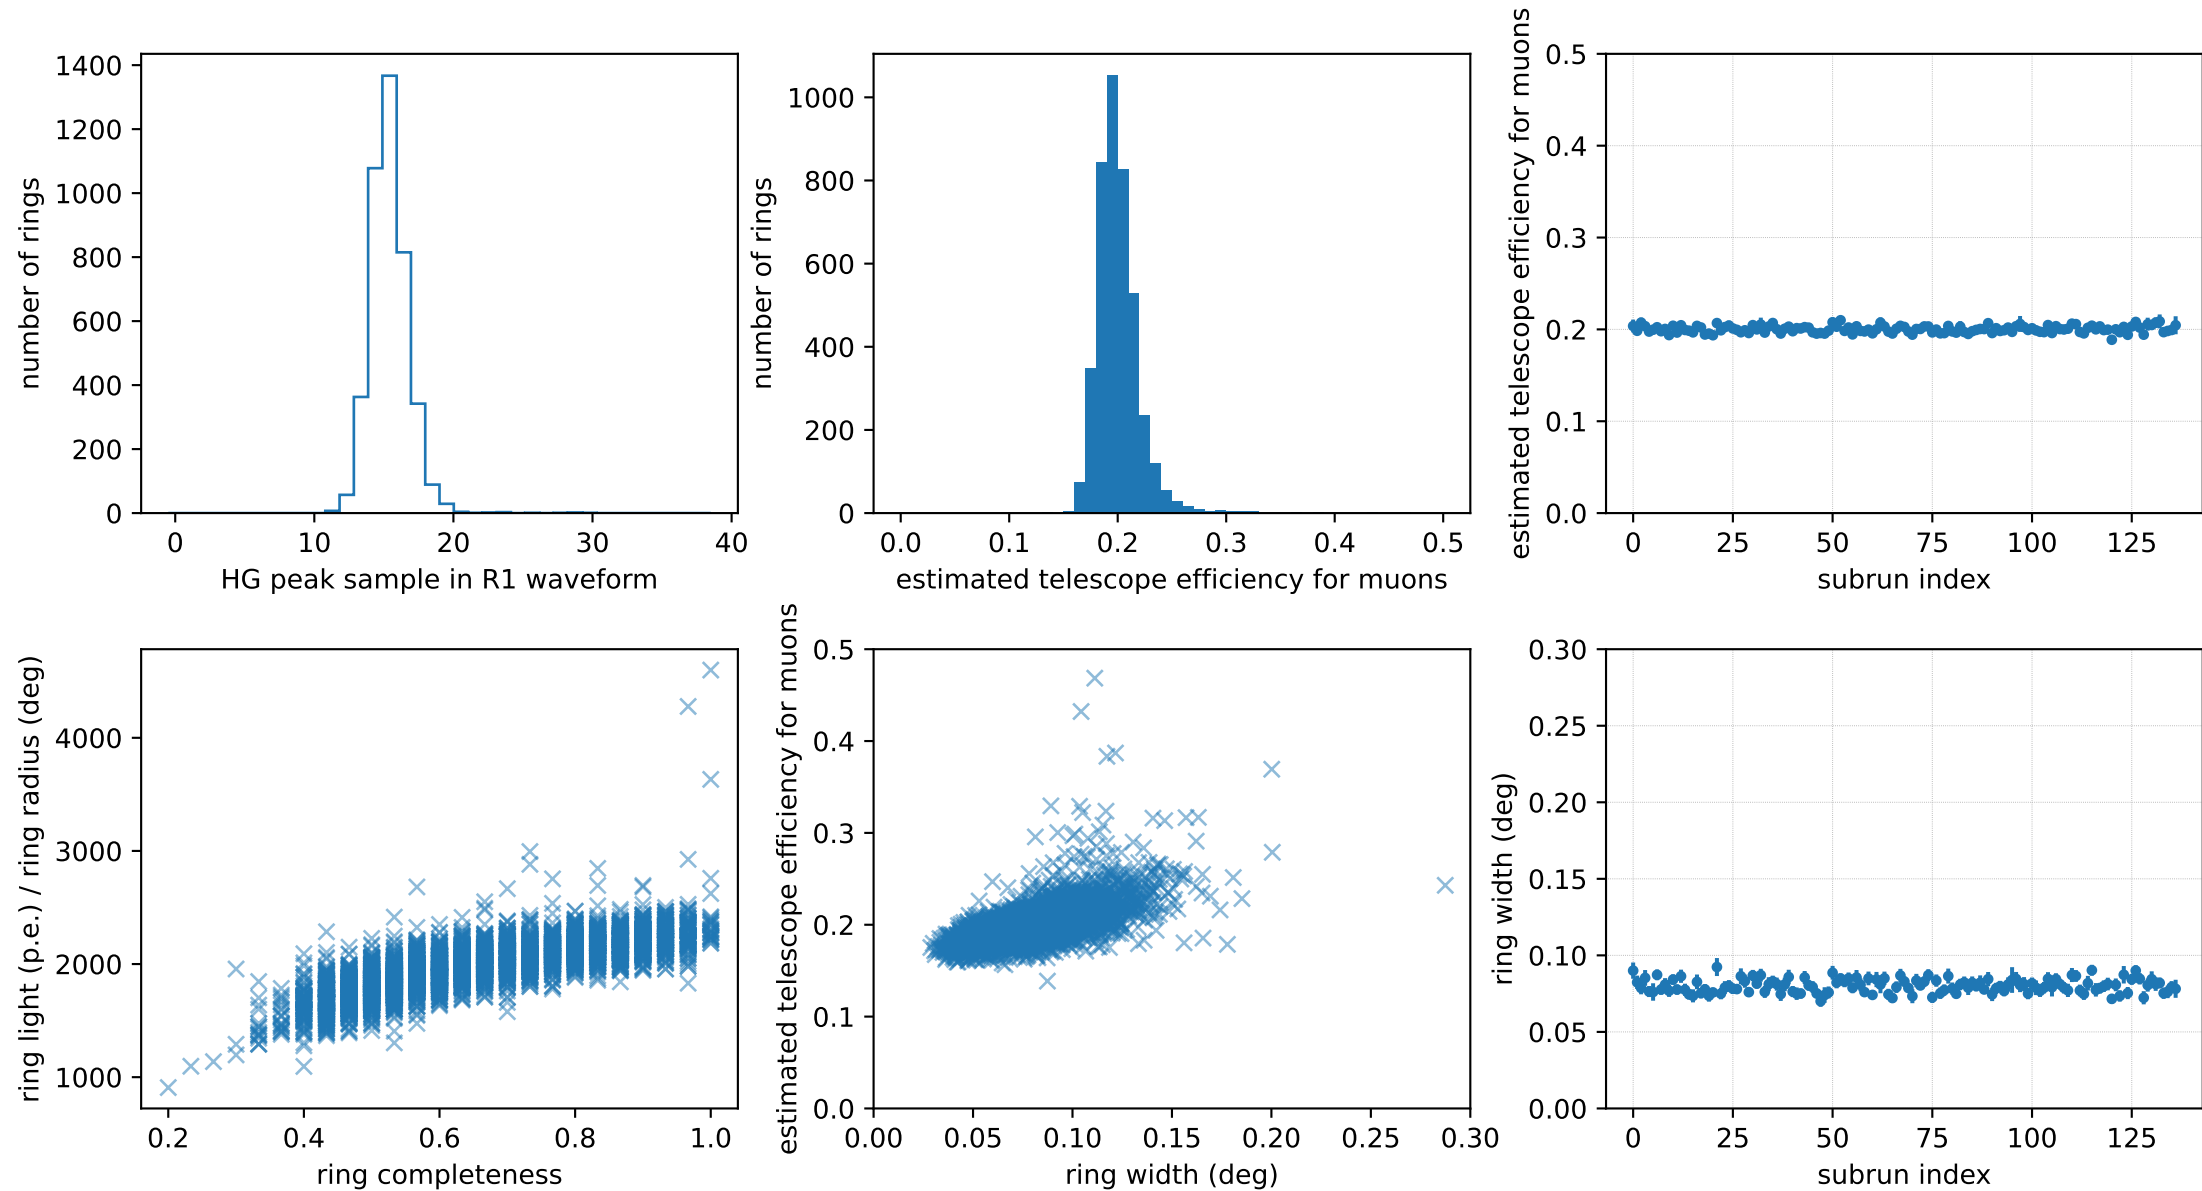 number of rings
1400
1200
1000
800
600
400
200
0
0 10 20 30 40
HG peak sample in R1 waveform
number of rings
1000
800
600
400
200
0
0.0 0.1 0.2 0.3 0.4 0.5
estimated telescope efficiency for muons
estimated telescope efficiency for muons
0.5
0.4
0.3
0.2
0.1
0.0
0 25 50 75 100 125
subrun index
ring light (p.e.) / ring radius (deg)
4000
3000
2000
1000
0.2 0.4 0.6 0.8 1.0
ring completeness
estimated telescope efficiency for muons
0.5
0.4
0.3
0.2
0.1
0.0
0.00 0.05 0.10 0.15 0.20 0.25 0.30
ring width (deg)
ring width (deg)
0.30
0.25
0.20
0.15
0.10
0.05
0.00
0 25 50 75 100 125
subrun index